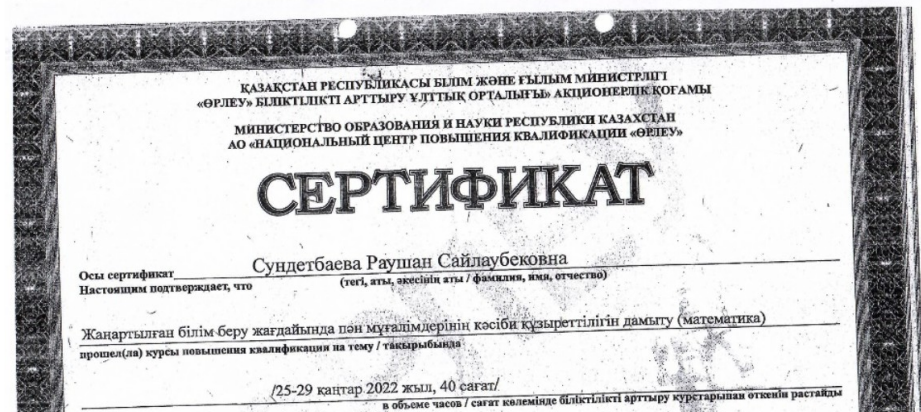 ҚАЗАҚСТАН РЕСПУБЛИКАСЫ БІЛІМ ЖӘНЕ ҒЫЛЫМ МИНИСТРЛІГІ
«ӨРЛЕУ» БІЛІКТІЛІКТІ АРТТЫРУ ҰЛТТЫҚ ОРТАЛЫҒЫ» АКЦИОНЕРЛІК ҚОҒАМЫ
МИНИСТЕРСТВО ОБРАЗОВАНИЯ И НАУКИ РЕСПУБЛИКИ КАЗАХСТАН
АО «НАЦИОНАЛЬНЫЙ ЦЕНТР ПОВЫШЕНИЯ КВАЛИФИКАЦИИ «ӨРЛЕУ»
СЕРТИФИКАТ
Осы сертификат Сундетбаева Раушан Сайлаубековна
Настоящим подтверждает, что (тегі, аты, әкесінің аты / фамилия, имя, отчество)
Жаңартылған білім беру жағдайында пән мұғалімдерінің кәсіби құзыреттілігін дамыту (математика)
прошел(ла) курсы повышения квалификации на тему / тақырыбында
/25-29 қаңтар 2022 жыл, 40 сағат/
в объеме часов / сағат көлемінде біліктілікті арттыру курстарынан өткенін растайды